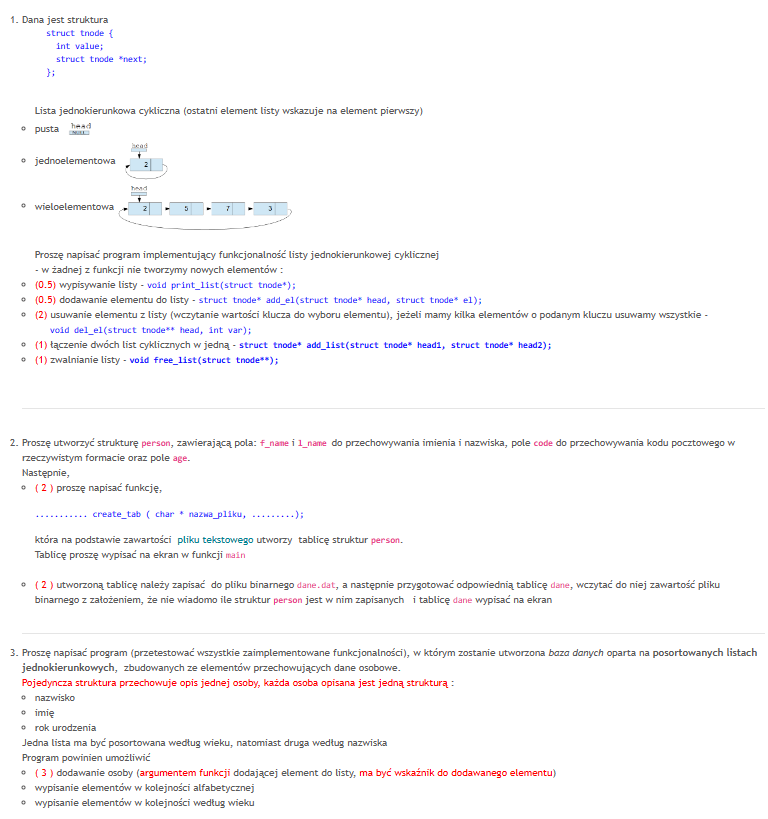 1. Dana jest struktura
struct tnode {
int value;
struct tnode *next;
};
Lista jednokierunkowa cykliczna (ostatni element listy wskazuje na element pierwszy)
pusta head
head
jednoelementowa 2
head
wieloelementowa 2 5 7 3
Proszę napisać program implementujący funkcjonalność listy jednokierunkowej cyklicznej
- w żadnej z funkcji nie tworzymy nowych elementów :
(0.5) wypisywanie listy - void print_list(struct tnode*);
(0.5) dodawanie elementu do listy - struct tnode* add_el(struct tnode* head, struct tnode* el);
(2) usuwanie elementu z listy (wczytanie wartości klucza do wyboru elementu), jeżeli mamy kilka elementów o podanym kluczu usuwamy wszystkie -
void del_el(struct tnode** head, int var);
(1) łączenie dwóch list cyklicznych w jedną - struct tnode* add_list(struct tnode* head1, struct tnode* head2);
(1) zwalnianie listy - void free_list(struct tnode**);
2. Proszę utworzyć strukturę person, zawierającą pola: f_name i l_name do przechowywania imienia i nazwiska, pole code do przechowywania kodu pocztowego w
rzeczywistym formacie oraz pole age.
Następnie,
( 2 ) proszę napisać funkcję,
........... create_tab ( char * nazwa_pliku, .........);
która na podstawie zawartości pliku tekstowego utworzy tablicę struktur person.
Tablicę proszę wypisać na ekran w funkcji main
( 2 ) utworzoną tablicę należy zapisać do pliku binarnego dane.dat, a następnie przygotować odpowiednią tablicę dane, wczytać do niej zawartość pliku
binarnego z założeniem, że nie wiadomo ile struktur person jest w nim zapisanych i tablicę dane wypisać na ekran
3. Proszę napisać program (przetestować wszystkie zaimplementowane funkcjonalności), w którym zostanie utworzona baza danych oparta na posortowanych listach
jednokierunkowych, zbudowanych ze elementów przechowujących dane osobowe.
Pojedyncza struktura przechowuje opis jednej osoby, każda osoba opisana jest jedną strukturą :
nazwisko
imię
rok urodzenia
Jedna lista ma być posortowana według wieku, natomiast druga według nazwiska
Program powinien umożliwić
( 3 ) dodawanie osoby (argumentem funkcji dodającej element do listy, ma być wskaźnik do dodawanego elementu)
wypisanie elementów w kolejności alfabetycznej
wypisanie elementów w kolejności według wieku